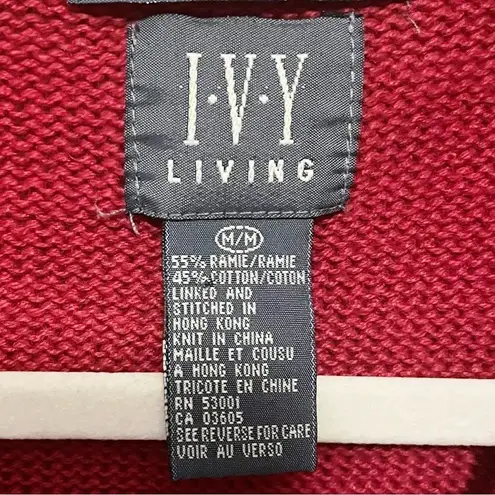 I·V·Y
LIVING
M/M
55% RAMIE/RAMIE
45% COTTON/COTON
LINKED AND
STITCHED IN
HONG KONG
KNIT IN CHINA
MAILLE ET COUSU
A HONG KONG
TRICOTE EN CHINE
RN 53001
CA 03605
SEE REVERSE FOR CARE
VOIR AU VERSO